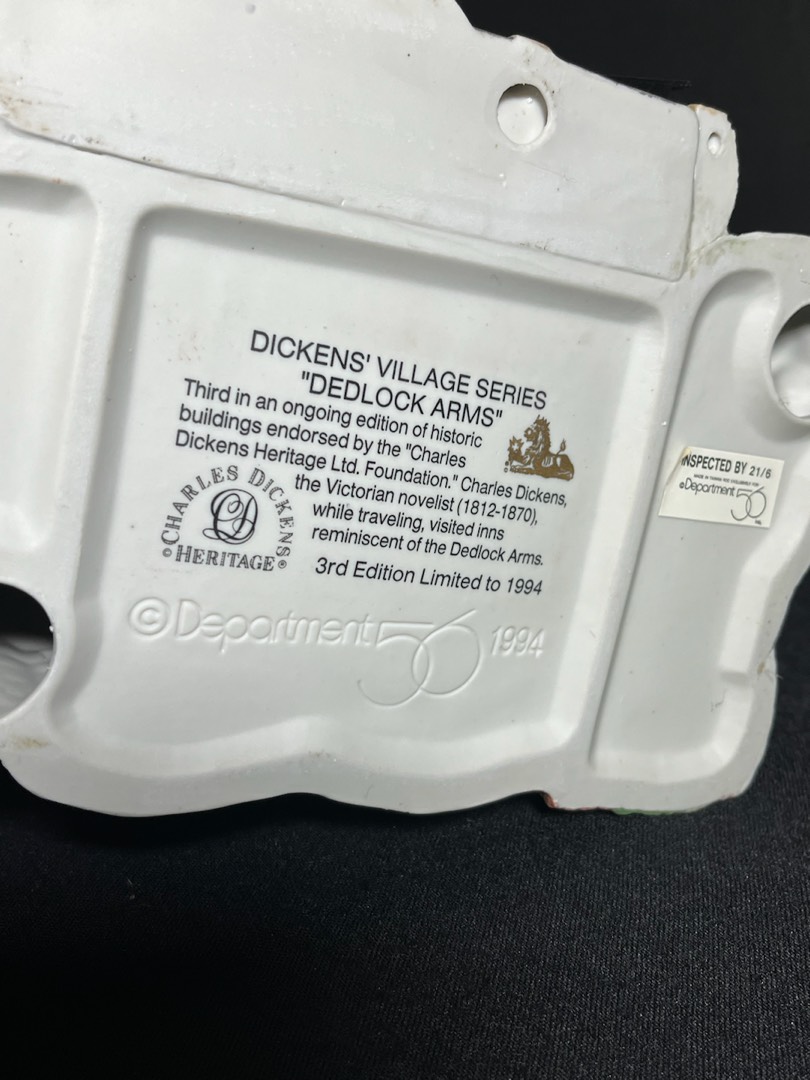 DICKENS' VILLAGE SERIES
"DEDLOCK ARMS"
Third in an ongoing edition of historic
buildings endorsed by the "Charles
Dickens Heritage Ltd. Foundation." Charles Dickens,
the Victorian novelist (1812-1870),
while traveling, visited inns
reminiscent of the Dedlock Arms.
3rd Edition Limited to 1994
CHARLES DICKENS
CD
© HERITAGE ®
© Department 56 1994
INSPECTED BY 21/6
© Department 56